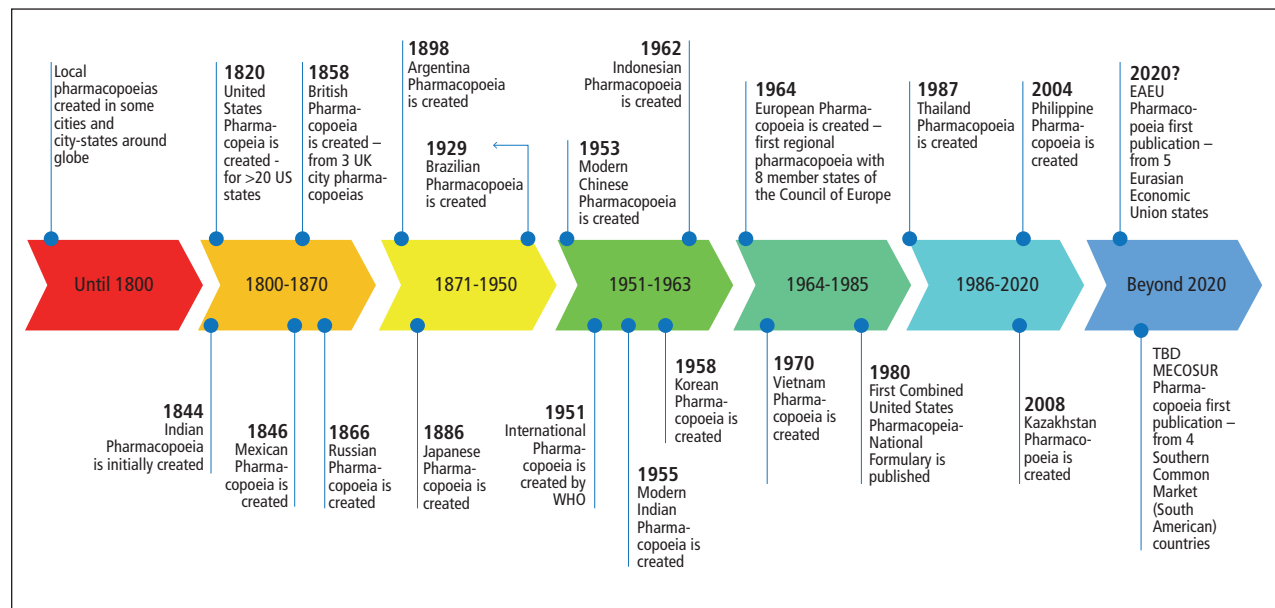 Local
pharmacopoeias
created in some
cities and
city-states around
globe
1820
United
States
Pharma-
copeia is
created -
for >20 US
states
1858
British
Pharma-
copoeia
is created –
from 3 UK
city pharma-
copoeias
1898
Argentina
Pharmacopoeia
is created
1929
Brazilian
Pharmacopoeia
is created
1953
Modern
Chinese
Pharmacopoeia
is created
1962
Indonesian
Pharmacopoeia
is created
1964
European Pharma-
copoeia is created –
first regional
pharmacopoeia with
8 member states of
the Council of Europe
1987
Thailand
Pharmacopoeia
is created
2004
Philippine
Pharma-
copoeia is
created
2020?
EAEU
Pharmaco-
poeia first
publication –
from 5
Eurasian
Economic
Union states
Until 1800
1800-1870
1871-1950
1951-1963
1964-1985
1986-2020
Beyond 2020
1844
Indian
Pharmacopoeia
is initially created
1846
Mexican
Pharma-
copoeia is
created
1866
Russian
Pharma-
copoeia is
created
1886
Japanese
Pharma-
copoeia is
created
1951
International
Pharma-
copoeia is
created by
WHO
1955
Modern
Indian
Pharma-
copoeia is
created
1958
Korean
Pharma-
copoeia is
created
1970
Vietnam
Pharma-
copoeia is
created
1980
First Combined
United States
Pharmacopeia-
National
Formulary is
published
2008
Kazakhstan
Pharmaco-
poeia is
created
TBD
MECOSUR
Pharma-
copoeia first
publication –
from 4
Southern
Common
Market
(South
American)
countries